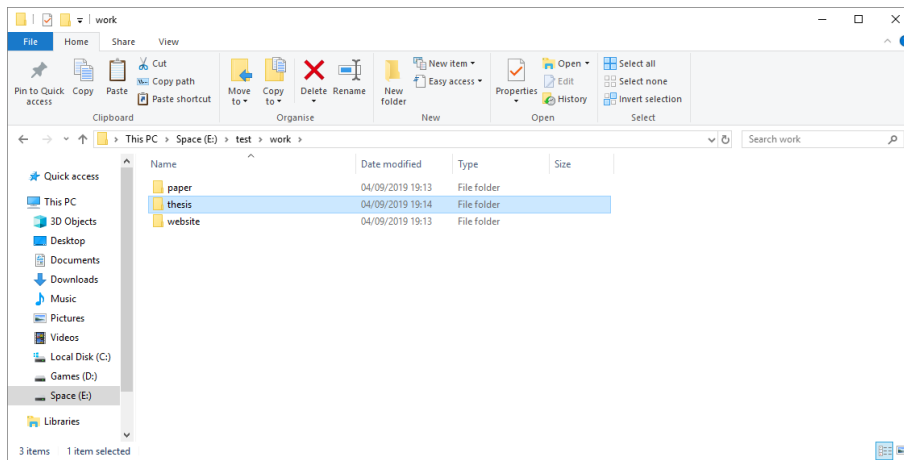 work
File Home Share View
Pin to Quick access
Copy
Paste
Cut
Copy path
Paste shortcut
Clipboard
Move to
Copy to
Delete
Rename
Organise
New folder
New item
Easy access
New
Properties
Open
Edit
History
Open
Select all
Select none
Invert selection
Select
This PC > Space (E:) > test > work >
Search work
Name Date modified Type Size
paper 04/09/2019 19:13 File folder
thesis 04/09/2019 19:14 File folder
website 04/09/2019 19:13 File folder
Quick access
This PC
3D Objects
Desktop
Documents
Downloads
Music
Pictures
Videos
Local Disk (C:)
Games (D:)
Space (E:)
Libraries
3 items 1 item selected